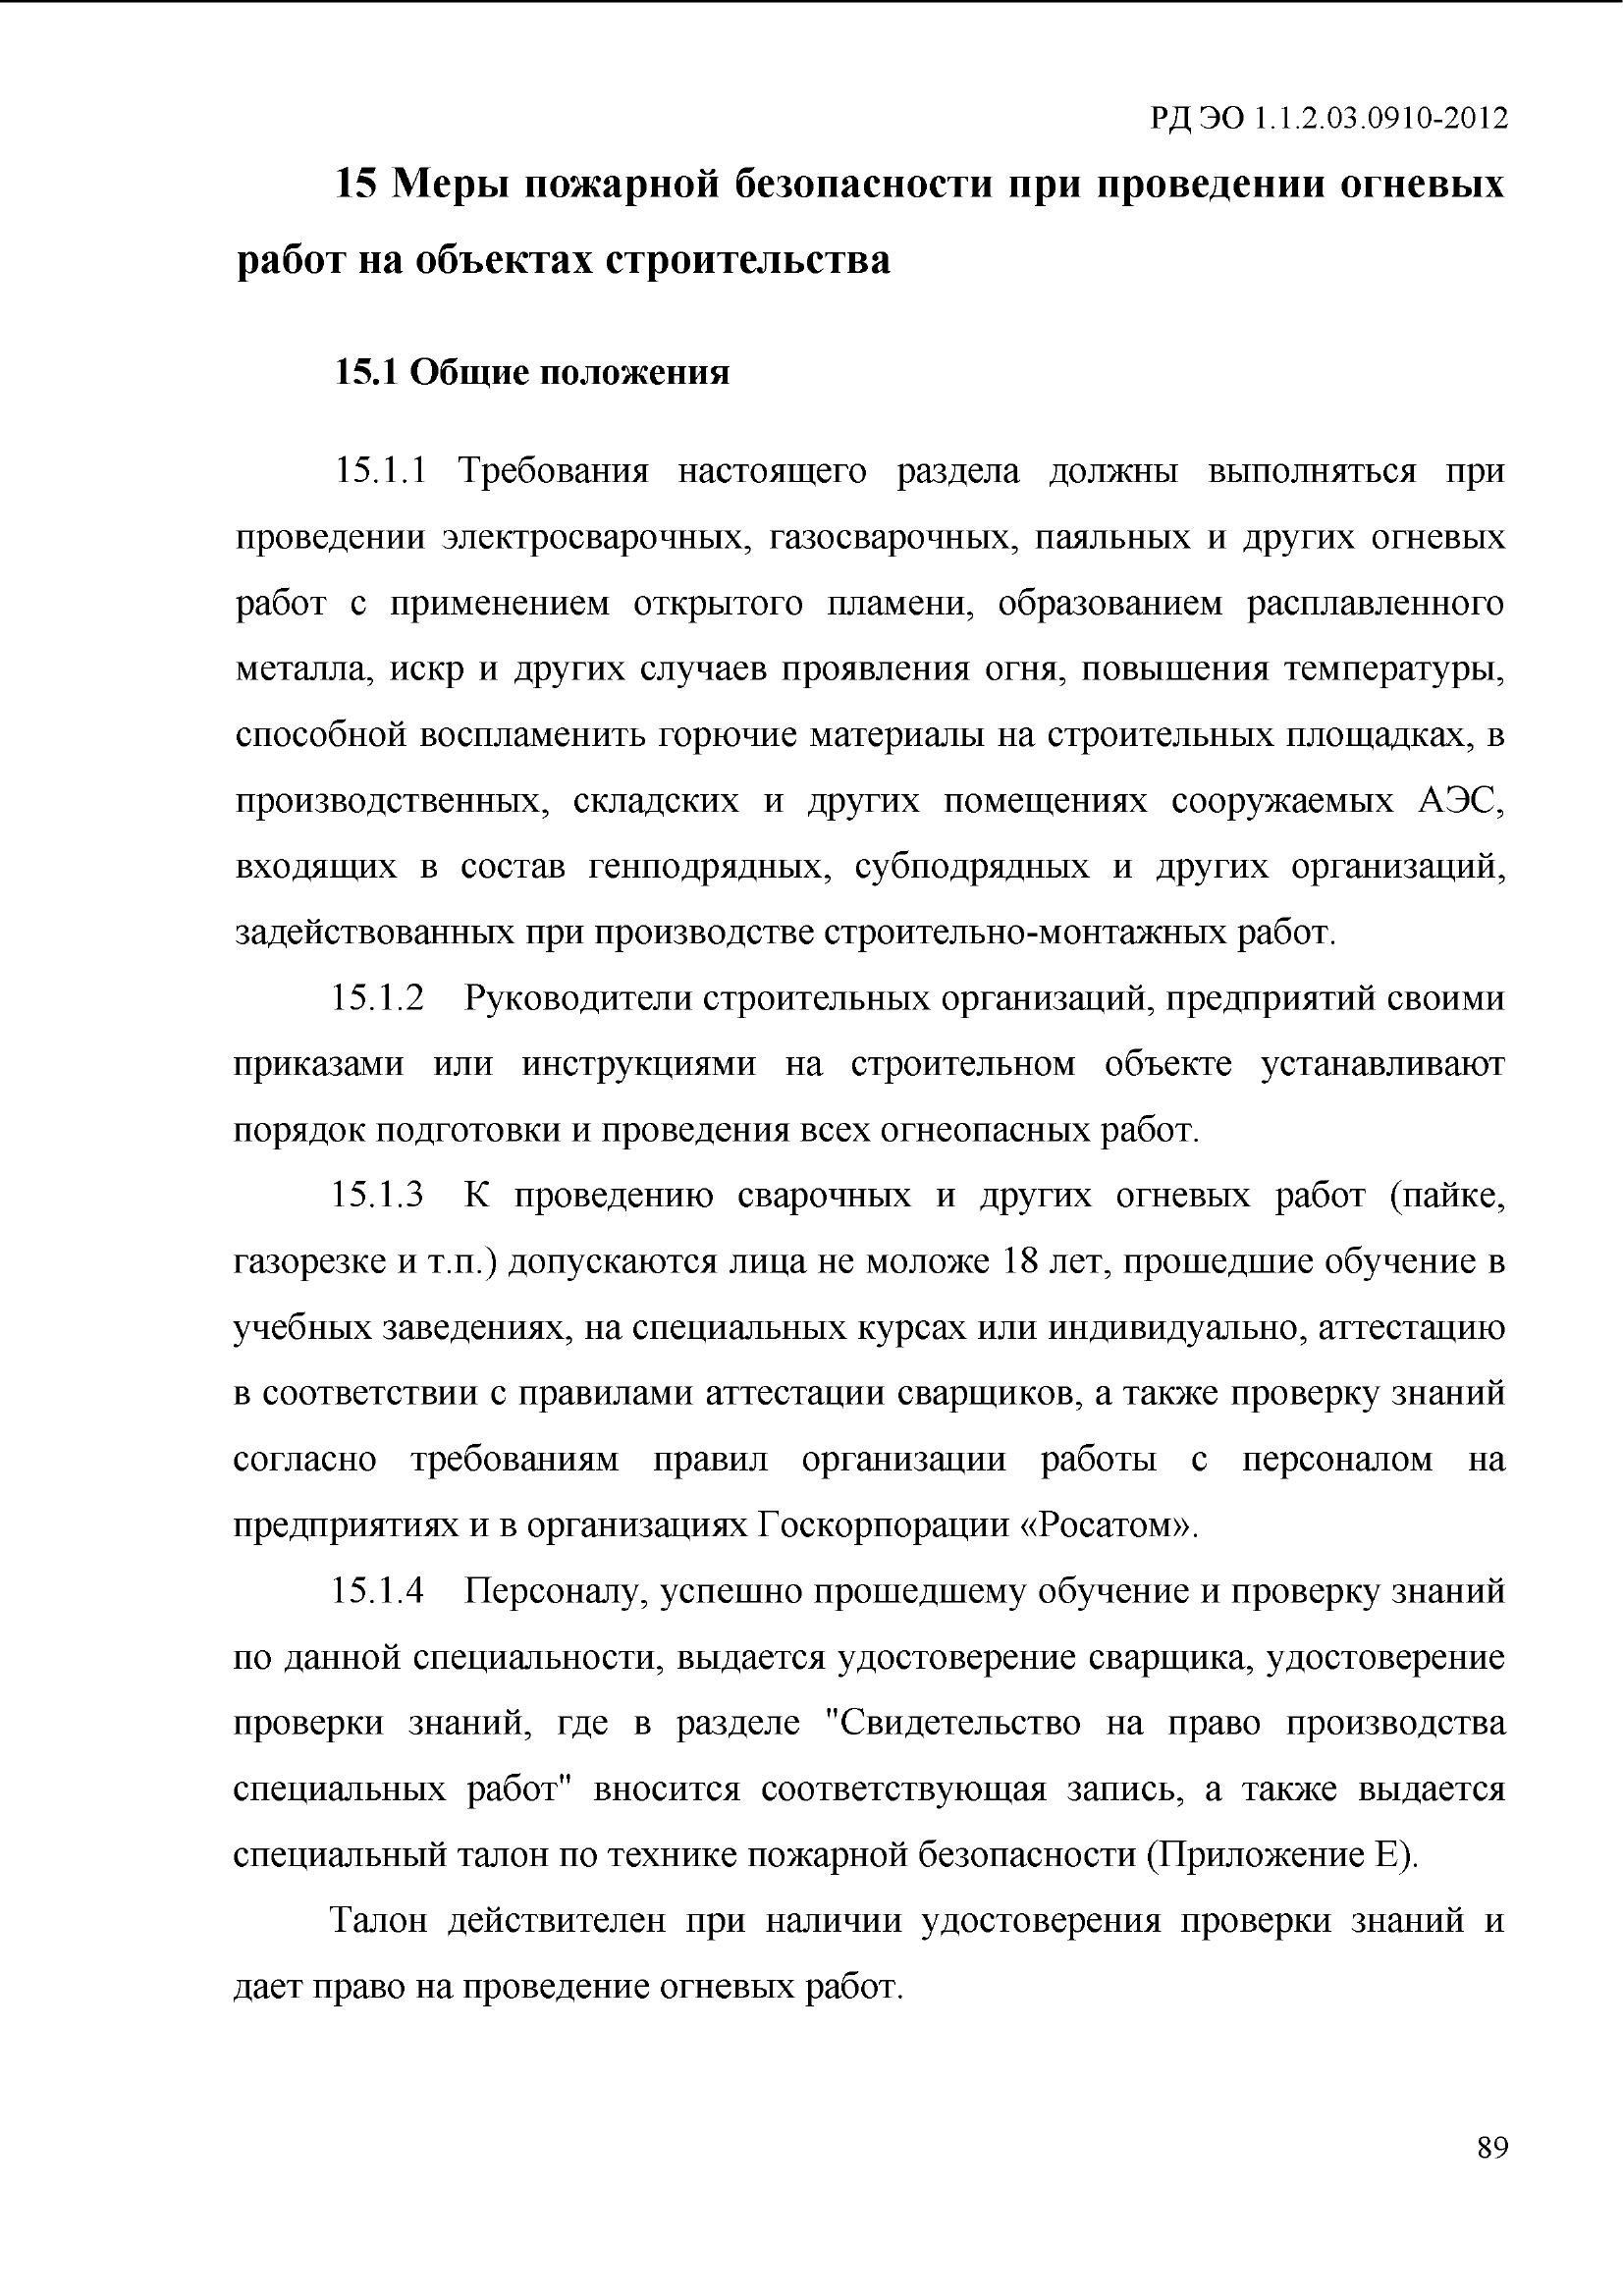 РД ЭО 1.1.2.03.0910-2012
15 Меры пожарной безопасности при проведении огневых
работ на объектах строительства
15.1 Общие положения
15.1.1 Требования настоящего раздела должны выполняться при
проведении электросварочных, газосварочных, паяльных и других огневых
работ с применением открытого пламени, образованием расплавленного
металла, искр и других случаев проявления огня, повышения температуры,
способной воспламенить горючие материалы на строительных площадках, в
производственных, складских и других помещениях сооружаемых АЭС,
входящих в состав генподрядных, субподрядных и других организаций,
задействованных при производстве строительно-монтажных работ.
15.1.2 Руководители строительных организаций, предприятий своими
приказами или инструкциями на строительном объекте устанавливают
порядок подготовки и проведения всех огнеопасных работ.
15.1.3 К проведению сварочных и других огневых работ (пайке,
газорезке и т.п.) допускаются лица не моложе 18 лет, прошедшие обучение в
учебных заведениях, на специальных курсах или индивидуально, аттестацию
в соответствии с правилами аттестации сварщиков, а также проверку знаний
согласно требованиям правил организации работы с персоналом на
предприятиях и в организациях Госкорпорации «Росатом».
15.1.4 Персоналу, успешно прошедшему обучение и проверку знаний
по данной специальности, выдается удостоверение сварщика, удостоверение
проверки знаний, где в разделе "Свидетельство на право производства
специальных работ" вносится соответствующая запись, а также выдается
специальный талон по технике пожарной безопасности (Приложение Е).
Талон действителен при наличии удостоверения проверки знаний и
дает право на проведение огневых работ.
89